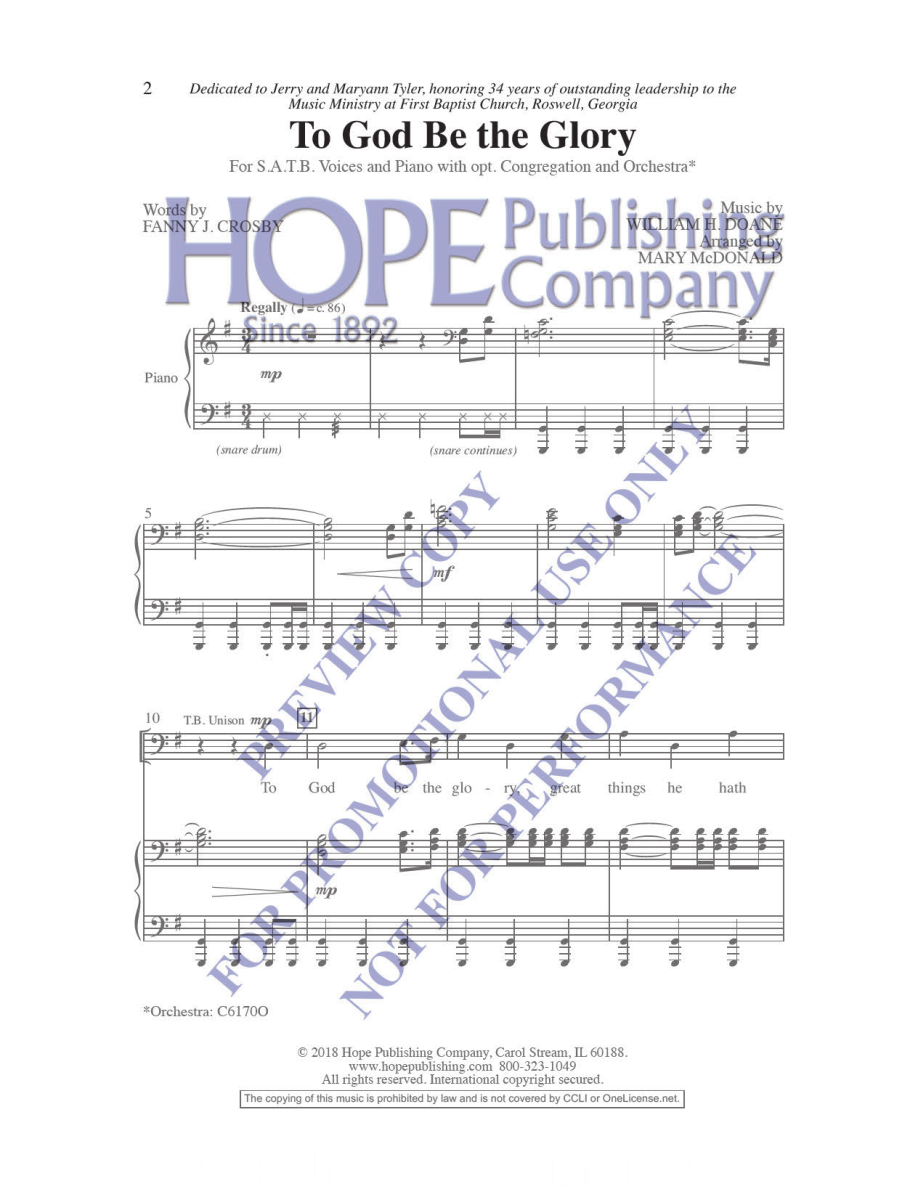 2
Dedicated to Jerry and Maryann Tyler, honoring 34 years of outstanding leadership to the
Music Ministry at First Baptist Church, Roswell, Georgia
To God Be the Glory
For S.A.T.B. Voices and Piano with opt. Congregation and Orchestra*
Words by
FANNY J. CROSBY
Music by
WILLIAM H. DOANE
Arranged by
MARY McDONALD
HOPE Publishing
Company
Since 1892
Regally (♩ = c. 86)
3 4
Piano
mp
3 4
(snare drum) (snare continues)
5
mf
10 T.B. Unison mp 11
To God be the glo - ry, great things he hath
mp
PREVIEW COPY
FOR PROMOTIONAL USE ONLY
NOT FOR PERFORMANCE
*Orchestra: C6170O
© 2018 Hope Publishing Company, Carol Stream, IL 60188.
www.hopepublishing.com 800-323-1049
All rights reserved. International copyright secured.
The copying of this music is prohibited by law and is not covered by CCLI or OneLicense.net.